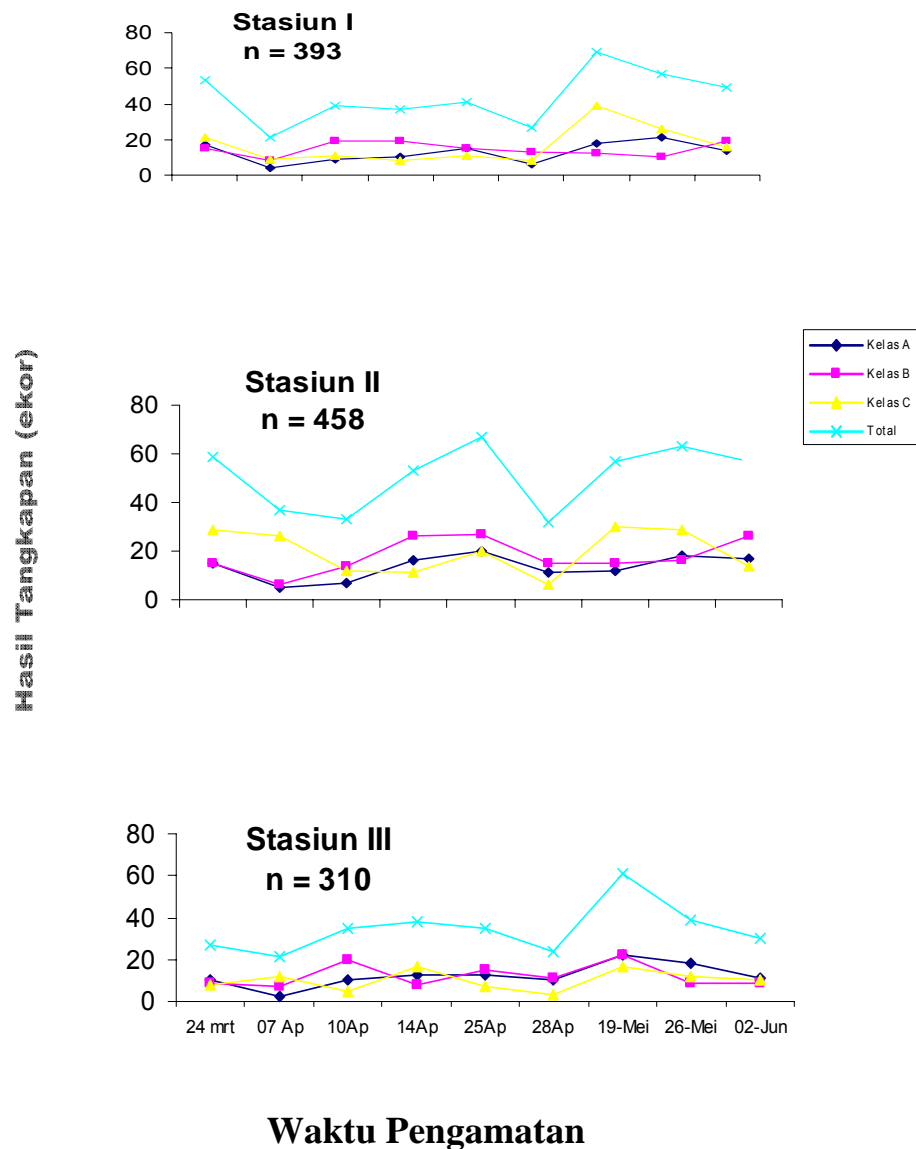 Stasiun I
n = 393
80
60
40
20
0
Hasil Tangkapan (ekor)
Kelas A
Kelas B
Kelas C
Total
Stasiun II
n = 458
80
60
40
20
0
Stasiun III
n = 310
80
60
40
20
0
24 mrt 07 Ap 10Ap 14Ap 25Ap 28Ap 19-Mei 26-Mei 02-Jun
Waktu Pengamatan